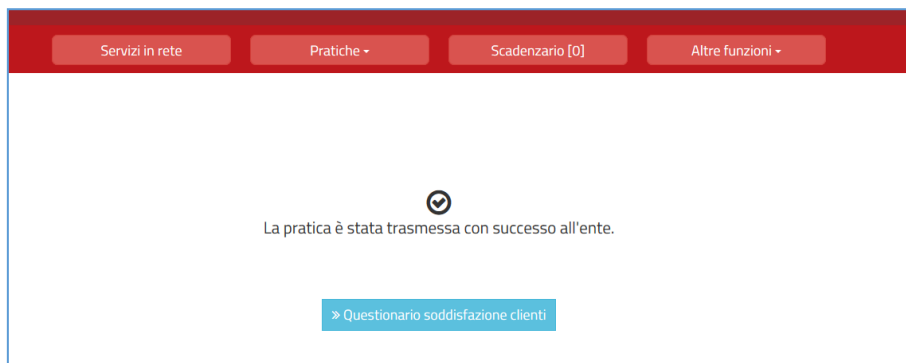 Servizi in rete
Pratiche
Scadenzario [0]
Altre funzioni
La pratica è stata trasmessa con successo all'ente.
» Questionario soddisfazione clienti